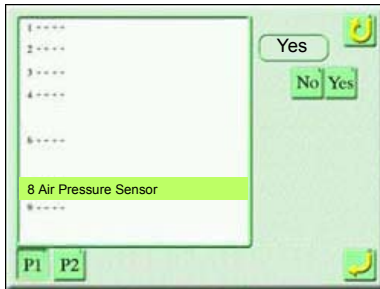 1 ----
2 ----
3 ----
4 ----
6 ----
8 Air Pressure Sensor
9 ----
Yes
No Yes
P1 P2